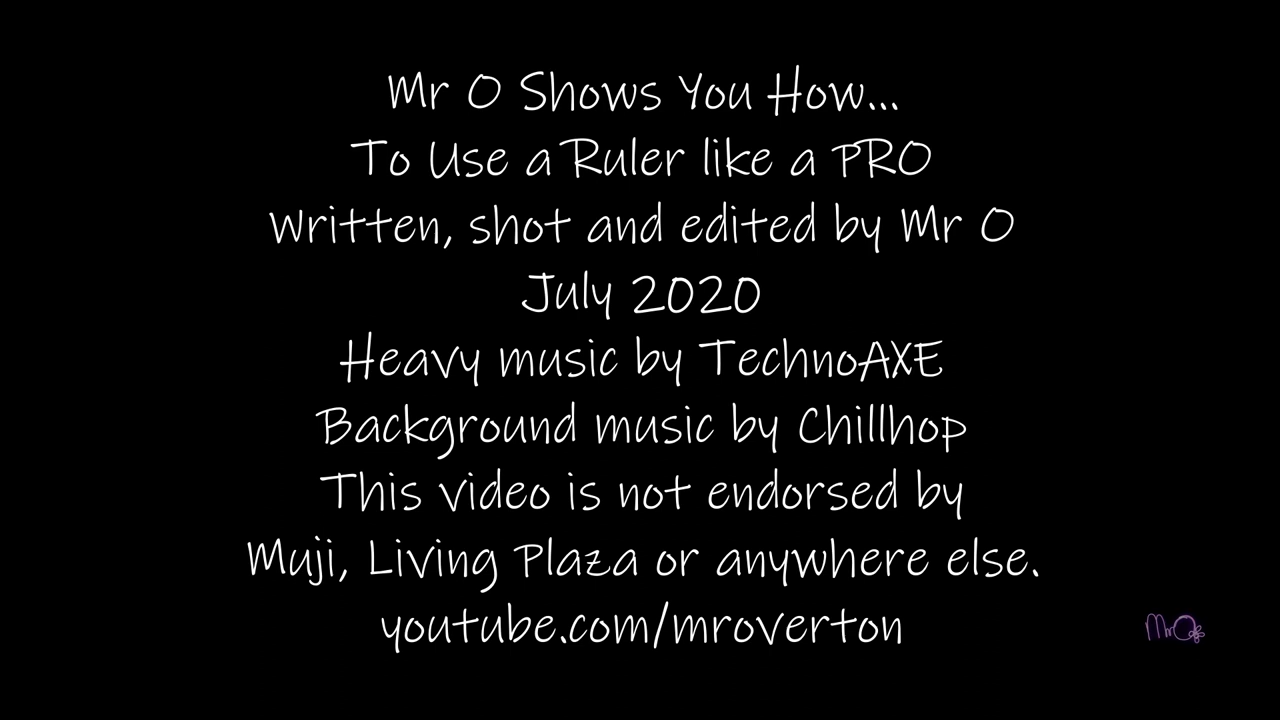 Mr O Shows You How...
To Use a Ruler like a PRO
Written, shot and edited by Mr O
July 2020
Heavy music by TechnoAXE
Background music by Chillhop
This video is not endorsed by
Muji, Living Plaza or anywhere else.
youtube.com/mroverton
MrO